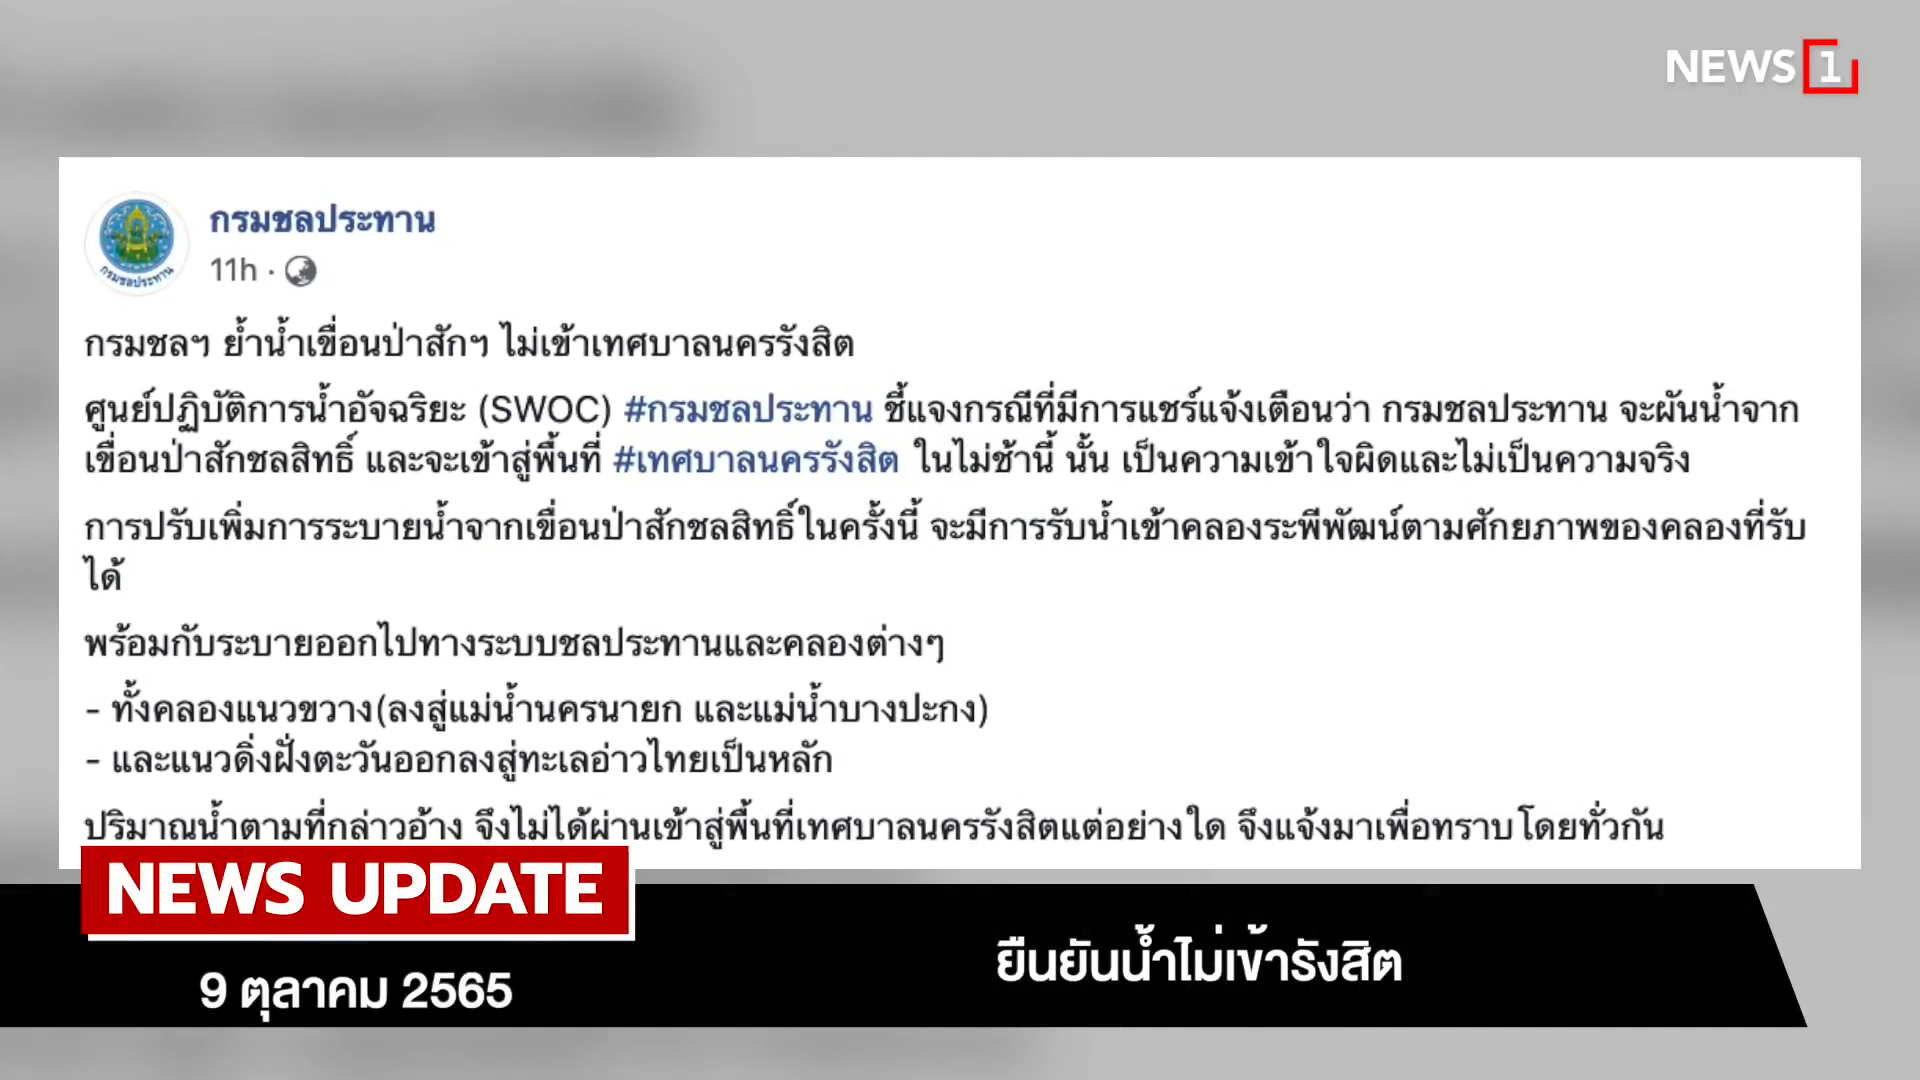 NEWS 1
กรมชลประทาน
กรมชลประทาน
11h ·
กรมชลฯ ย้ำน้ำเขื่อนป่าสักฯ ไม่เข้าเทศบาลนครรังสิต
ศูนย์ปฏิบัติการน้ำอัจฉริยะ (SWOC) #กรมชลประทาน ชี้แจงกรณีที่มีการแชร์แจ้งเตือนว่า กรมชลประทาน จะผันน้ำจาก
เขื่อนป่าสักชลสิทธิ์ และจะเข้าสู่พื้นที่ #เทศบาลนครรังสิต ในไม่ช้านี้ นั้น เป็นความเข้าใจผิดและไม่เป็นความจริง
การปรับเพิ่มการระบายน้ำจากเขื่อนป่าสักชลสิทธิ์ในครั้งนี้ จะมีการรับน้ำเข้าคลองระพีพัฒน์ตามศักยภาพของคลองที่รับ
ได้
พร้อมกับระบายออกไปทางระบบชลประทานและคลองต่างๆ
- ทั้งคลองแนวขวาง(ลงสู่แม่น้ำนครนายก และแม่น้ำบางปะกง)
- และแนวดิ่งฝั่งตะวันออกลงสู่ทะเลอ่าวไทยเป็นหลัก
ปริมาณน้ำตามที่กล่าวอ้าง จึงไม่ได้ผ่านเข้าสู่พื้นที่เทศบาลนครรังสิตแต่อย่างใด จึงแจ้งมาเพื่อทราบโดยทั่วกัน
NEWS UPDATE
9 ตุลาคม 2565
ยืนยันน้ำไม่เข้ารังสิต